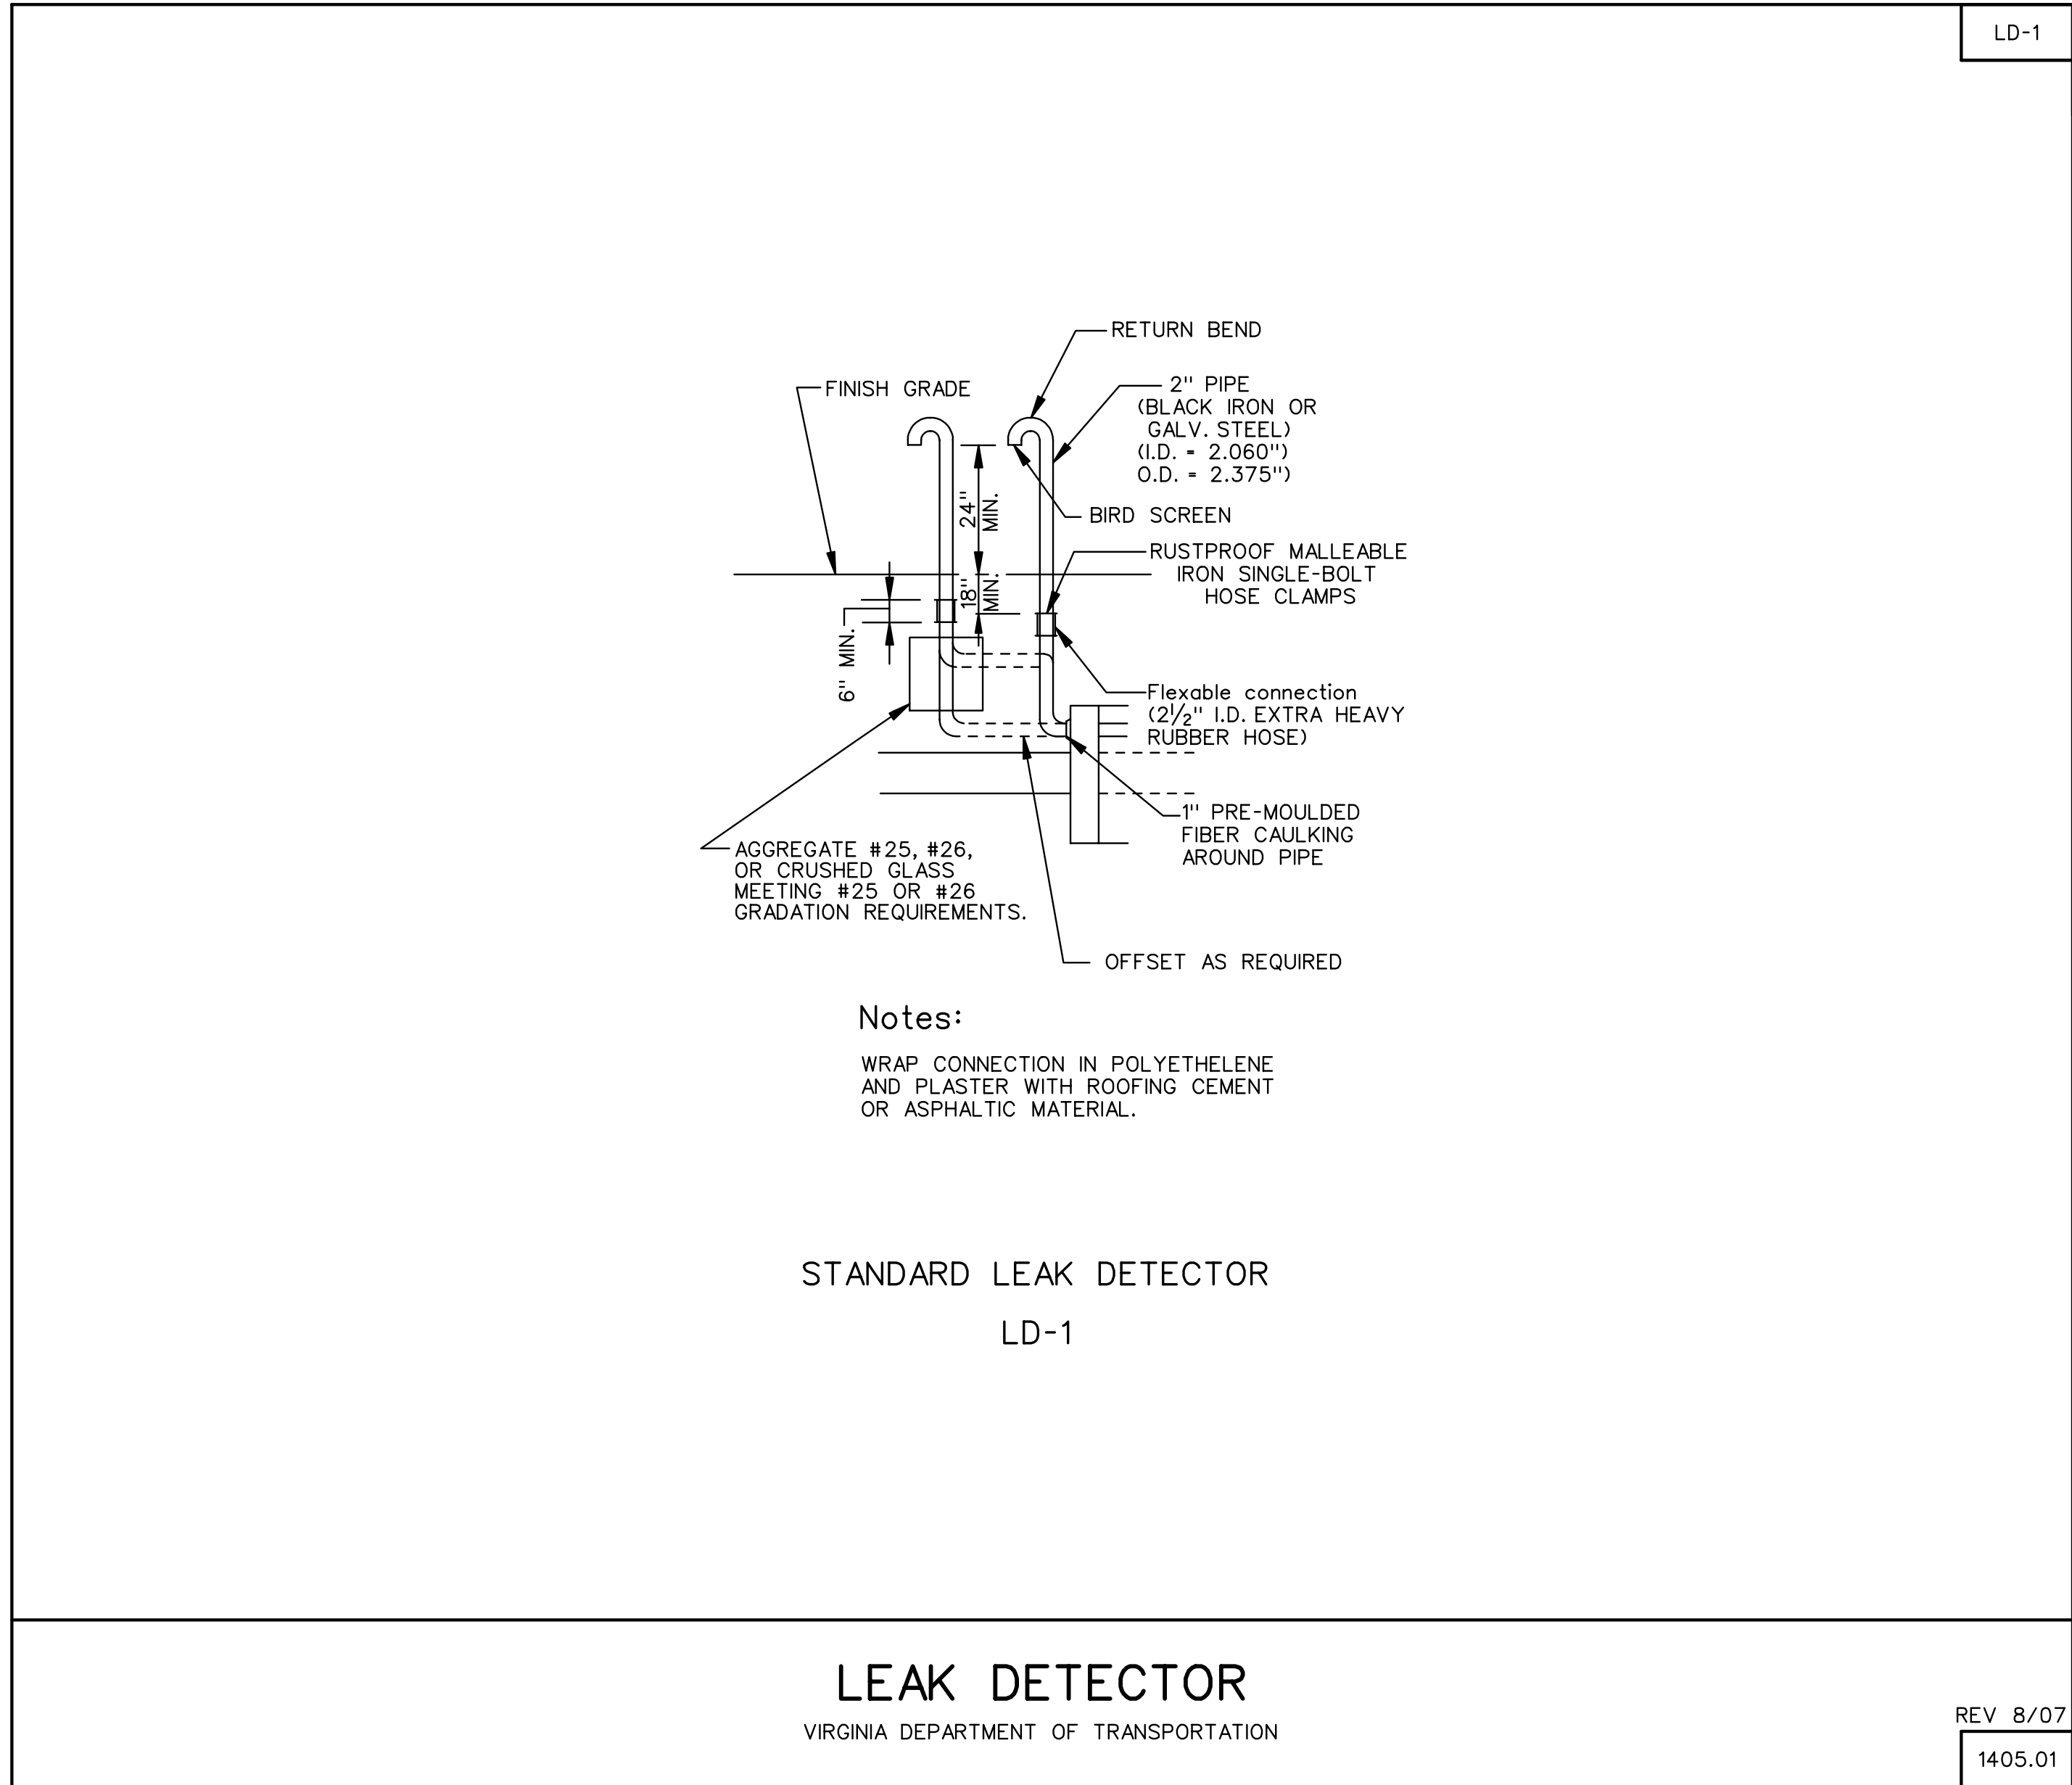 LD-1
RETURN BEND
FINISH GRADE
2" PIPE
(BLACK IRON OR
GALV. STEEL)
(I.D. = 2.060")
O.D. = 2.375")
24"
MIN.
BIRD SCREEN
RUSTPROOF MALLEABLE
IRON SINGLE-BOLT
HOSE CLAMPS
18"
MIN.
6" MIN.
Flexable connection
(2 1/2" I.D. EXTRA HEAVY
RUBBER HOSE)
1" PRE-MOULDED
FIBER CAULKING
AROUND PIPE
AGGREGATE #25, #26,
OR CRUSHED GLASS
MEETING #25 OR #26
GRADATION REQUIREMENTS.
OFFSET AS REQUIRED
Notes:
WRAP CONNECTION IN POLYETHELENE
AND PLASTER WITH ROOFING CEMENT
OR ASPHALTIC MATERIAL.
STANDARD LEAK DETECTOR
LD-1
LEAK DETECTOR
VIRGINIA DEPARTMENT OF TRANSPORTATION
REV 8/07
1405.01